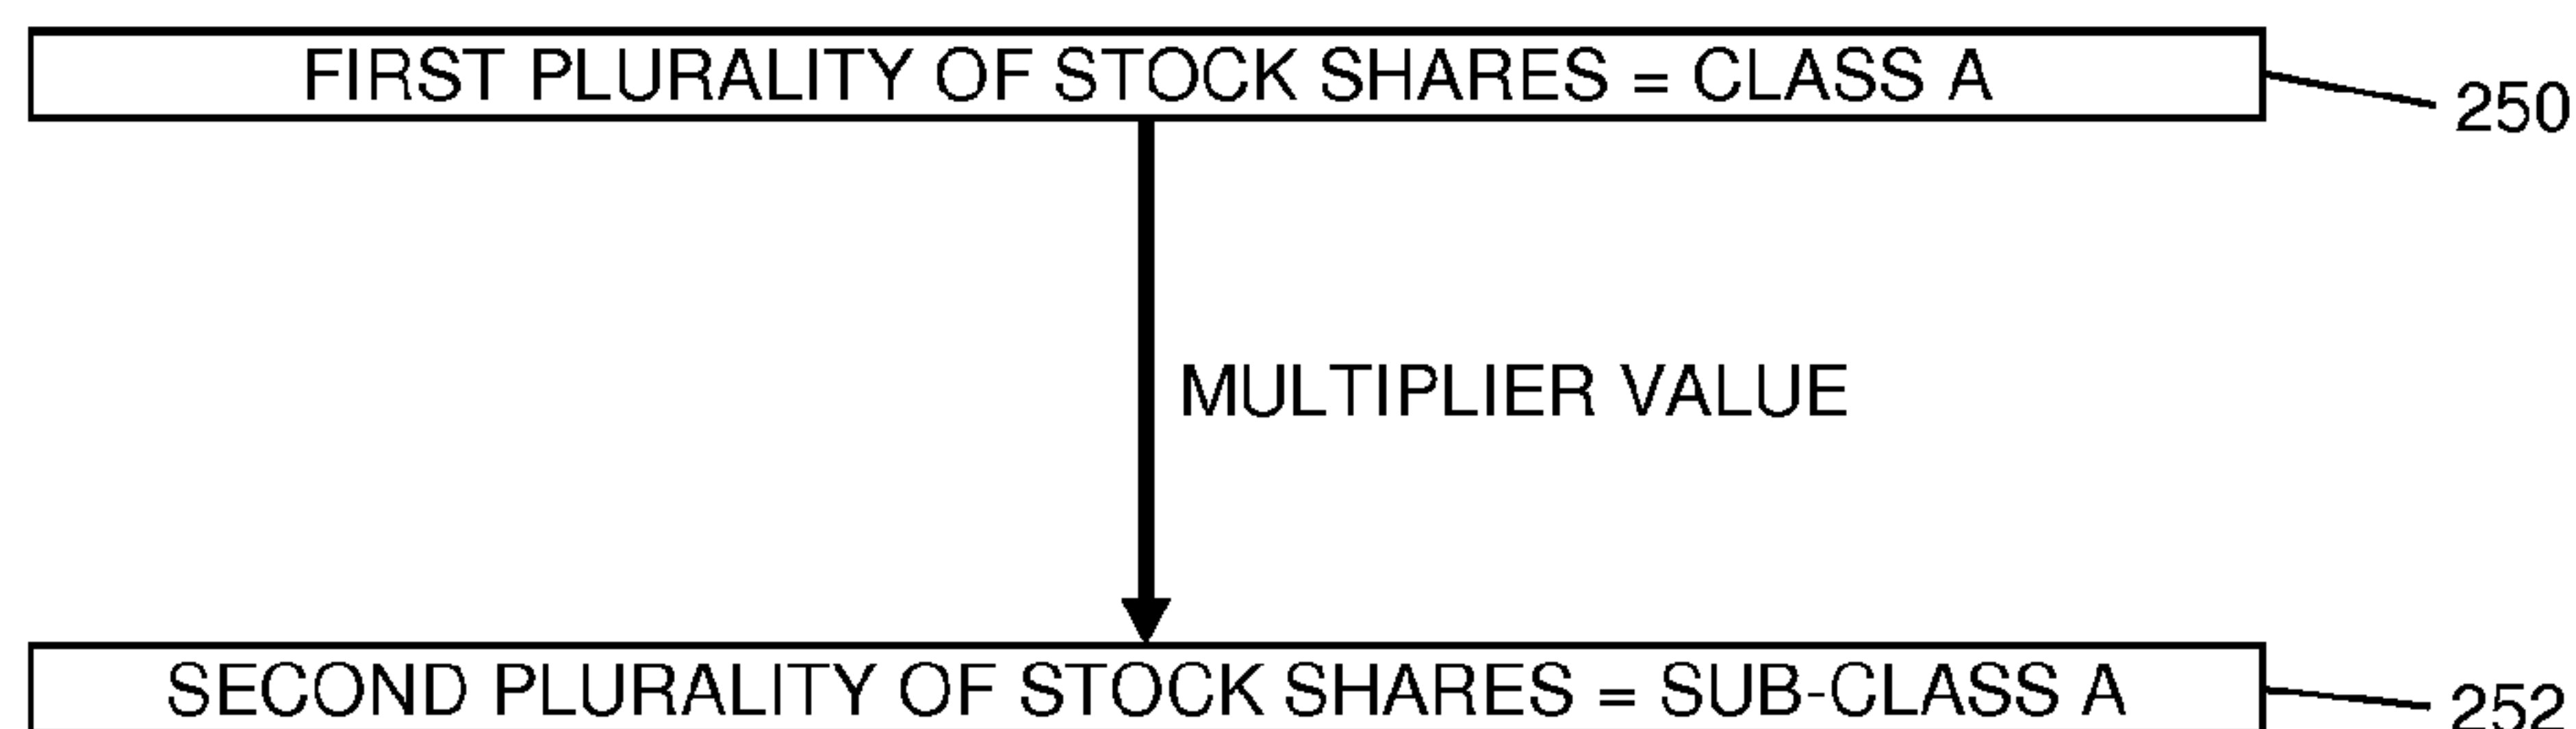 FIRST PLURALITY OF STOCK SHARES = CLASS A
250
MULTIPLIER VALUE
SECOND PLURALITY OF STOCK SHARES = SUB-CLASS A
252